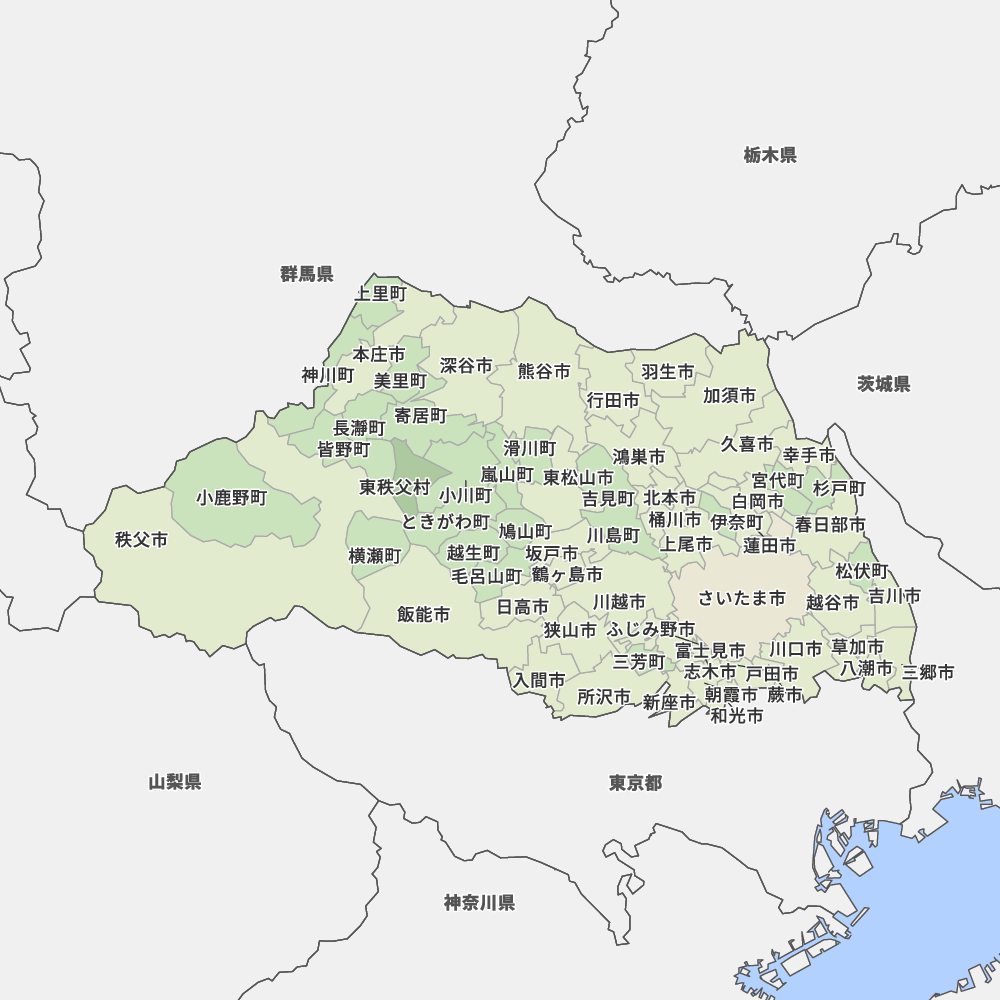 栃木県
群馬県
上里町
本庄市
深谷市
熊谷市
羽生市
神川町
美里町
茨城県
加須市
行田市
寄居町
長瀞町
皆野町
滑川町
久喜市
鴻巣市
幸手市
嵐山町
東松山市
宮代町
東秩父村
小川町
杉戸町
小鹿野町
吉見町
北本市
白岡市
ときがわ町
桶川市
伊奈町
春日部市
鳩山町
川島町
秩父市
上尾市
蓮田市
横瀬町
越生町
坂戸市
毛呂山町
鶴ヶ島市
松伏町
さいたま市
吉川市
川越市
越谷市
日高市
飯能市
狭山市
ふじみ野市
富士見市
川口市
草加市
三芳町
八潮市
志木市
戸田市
三郷市
入間市
所沢市
新座市
朝霞市
蕨市
和光市
山梨県
東京都
神奈川県